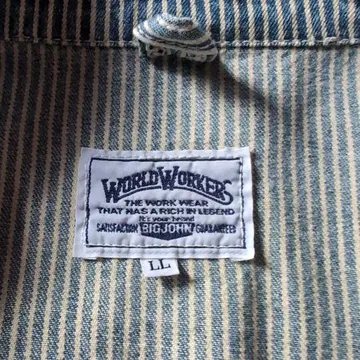 WORLD WORKERS
THE WORK WEAR
THAT HAS A RICH IN LEGEND
It's your brand
SATISFACTION BIG JOHN GUARANTEED
LL